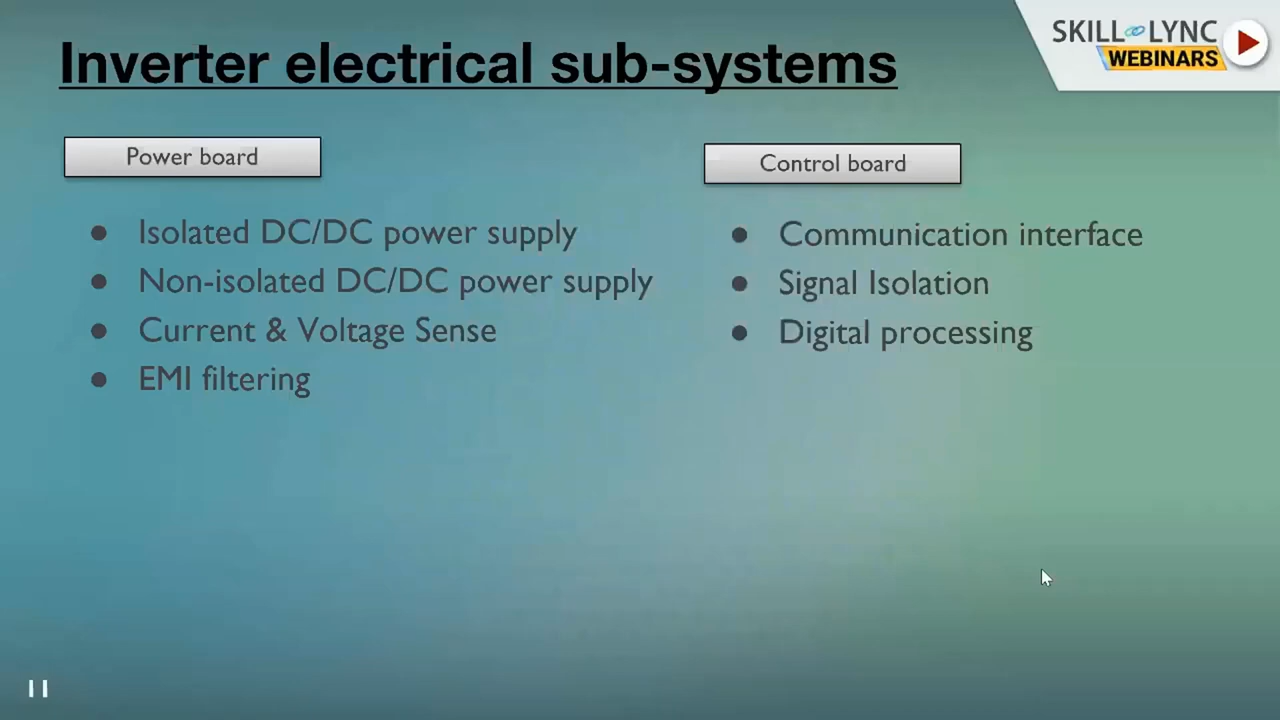 Inverter electrical sub-systems
SKILL LYNC
WEBINARS
Power board
● Isolated DC/DC power supply
● Non-isolated DC/DC power supply
● Current & Voltage Sense
● EMI filtering
Control board
● Communication interface
● Signal Isolation
● Digital processing
11